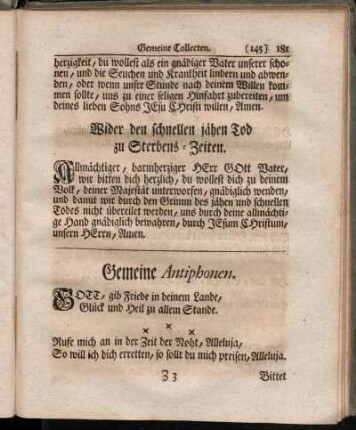 Gemeine Collecten. [145] 181
herzigkeit, du wollest als ein gnädiger Vater unserer scho-
nen, und die Seuchen und Krankheit lindern und abwen-
den, oder wenn unsre Stunde nach deinem Willen kom-
men sollte, uns zu einer seligen Hinfahrt zubereiten, um
deines lieben Sohns JEsu CHristi willen, Amen.
Wider den schnellen jähen Tod
zu Sterbens-Zeiten.
Allmächtiger, barmherziger HErr GOtt Vater,
wir bitten dich herzlich, du wollest dich zu deinem
Volk, deiner Majestät unterworfen, gnädiglich wenden,
und damit wir durch den Grimm des jähen und schnellen
Todes nicht übereilet werden, uns durch deine allmächti-
ge Hand gnädiglich bewahren, durch JEsum CHristum,
unsern HErrn, Amen.
Gemeine Antiphonen.
GOTT, gib Friede in deinem Lande,
Glück und Heil zu allem Stande.
× × ×
Rufe mich an in der Zeit der Noht, Alleluja,
So will ich dich erretten, so sollt du mich preisen, Alleluja.
Z 3 Bittet